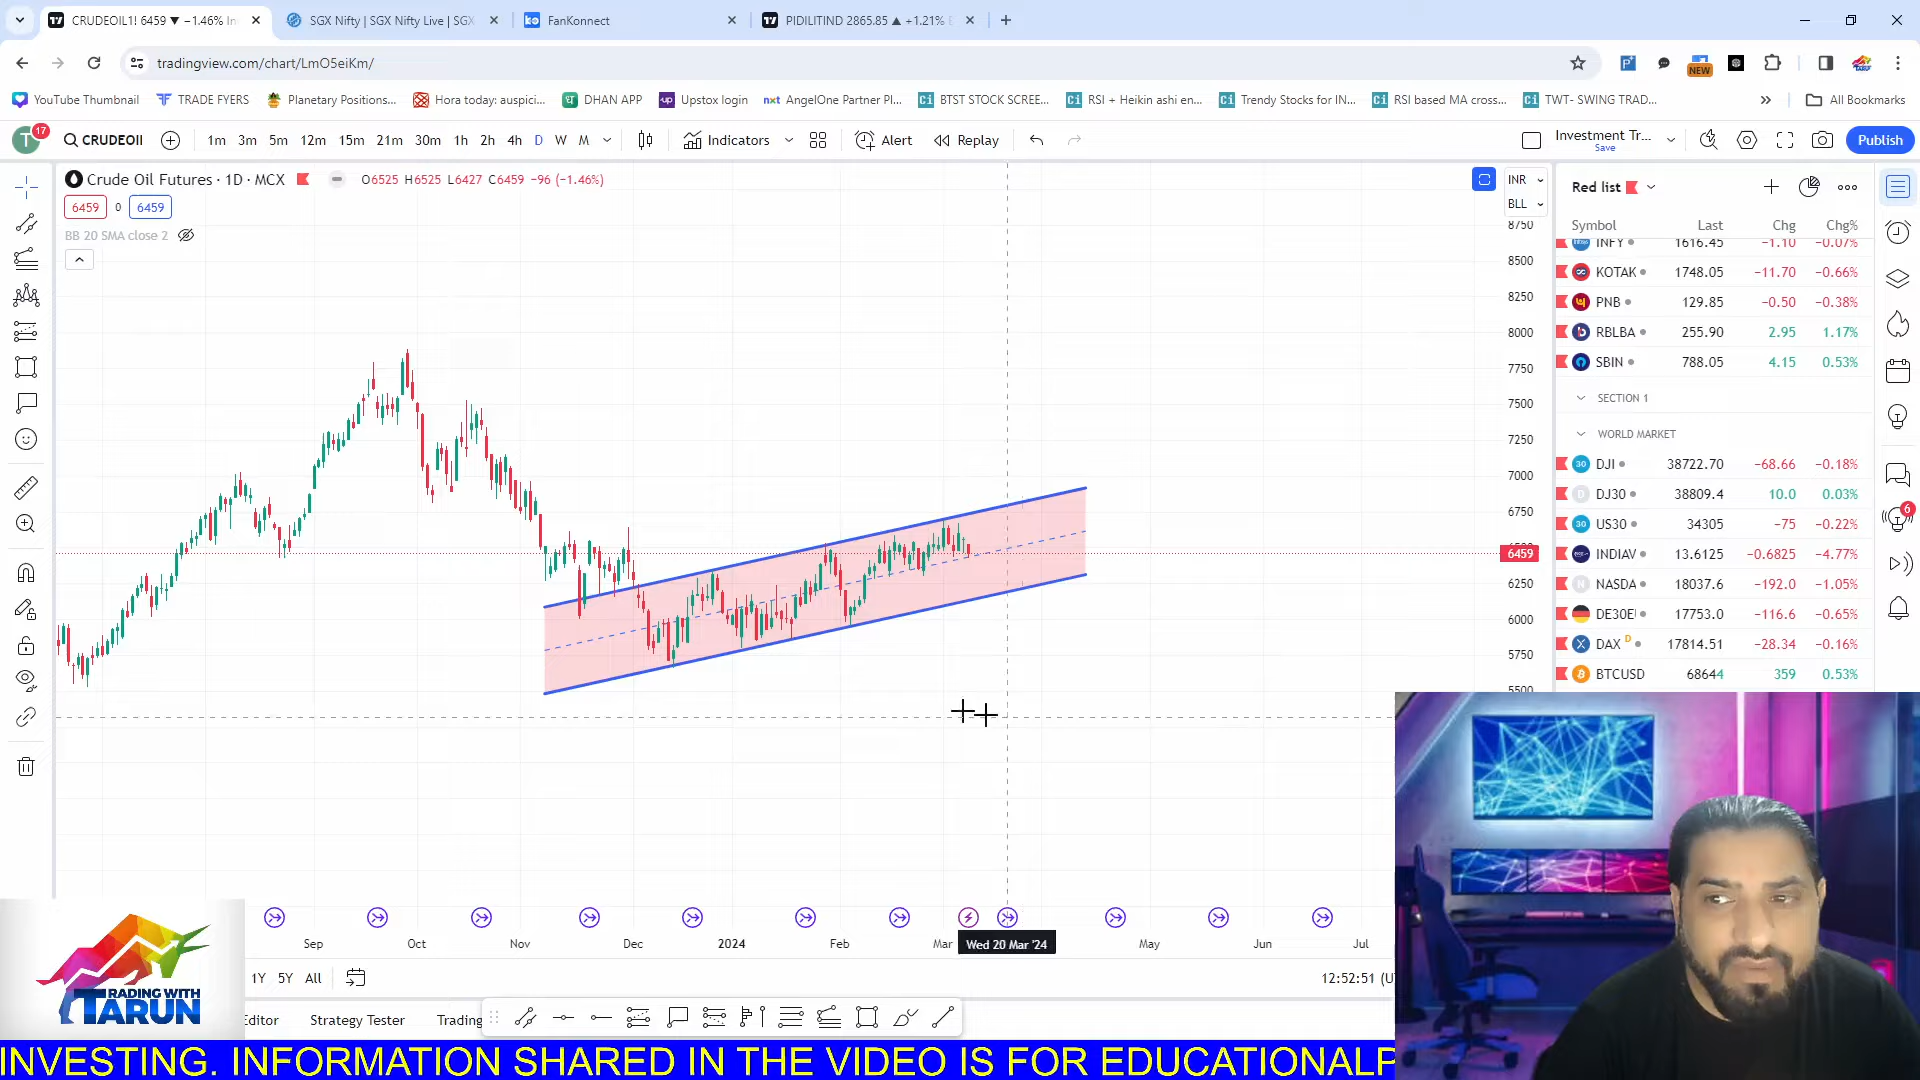 CRUDEOIL1! 6459 ▼ −1.46% In
SGX Nifty | SGX Nifty Live | SGX
FanKonnect
PIDILITIND 2865.85 ▲ +1.21%
tradingview.com/chart/LmO5eiKm/
NEW
YouTube Thumbnail
TRADE FYERS
Planetary Positions...
Hora today: auspici...
DHAN APP
Upstox login
AngelOne Partner Pl...
BTST STOCK SCREE...
RSI + Heikin ashi en...
Trendy Stocks for IN...
RSI based MA cross...
TWT- SWING TRAD...
All Bookmarks
T 17
CRUDEOII
1m 3m 5m 12m 15m 21m 30m 1h 2h 4h D W M
Indicators
Alert
Replay
Investment Tr...
Save
Publish
Crude Oil Futures · 1D · MCX
O6525 H6525 L6427 C6459 −96 (−1.46%)
6459 0 6459
BB 20 SMA close 2
INR
BLL
8750
8500
8250
8000
7750
7500
7250
7000
6750
6459
6250
6000
5750
5500
Red list
Symbol Last Chg Chg%
INFY 1616.45 −1.10 −0.07%
KOTAK 1748.05 −11.70 −0.66%
PNB 129.85 −0.50 −0.38%
RBLBA 255.90 2.95 1.17%
SBIN 788.05 4.15 0.53%
SECTION 1
WORLD MARKET
DJI 38722.70 −68.66 −0.18%
DJ30 38809.4 10.0 0.03%
US30 34305 −75 −0.22%
INDIAV 13.6125 −0.6825 −4.77%
NASDA 18037.6 −192.0 −1.05%
DE30E 17753.0 −116.6 −0.65%
DAX D 17814.51 −28.34 −0.16%
BTCUSD 68644 359 0.53%
6
Sep Oct Nov Dec 2024 Feb Mar Wed 20 Mar '24 May Jun Jul
1Y 5Y All
12:52:51 (U
Editor
Strategy Tester
Trading
TRADING WITH
TARUN
INVESTING. INFORMATION SHARED IN THE VIDEO IS FOR EDUCATIONALP